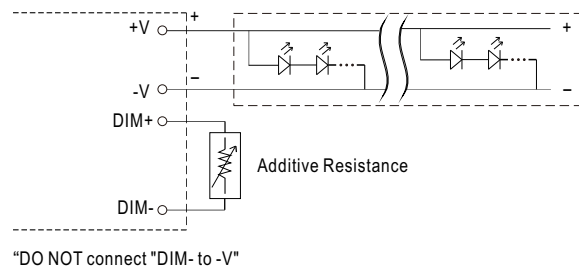 +V + +
-V – –
DIM+
Additive Resistance
DIM-
“DO NOT connect "DIM- to -V"